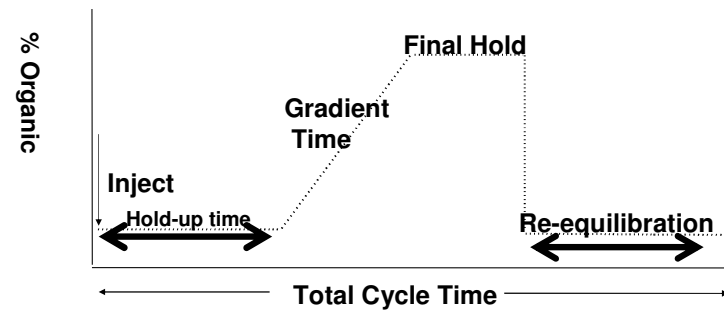 % Organic
Final Hold
Gradient
Time
Inject
Hold-up time
Re-equilibration
Total Cycle Time